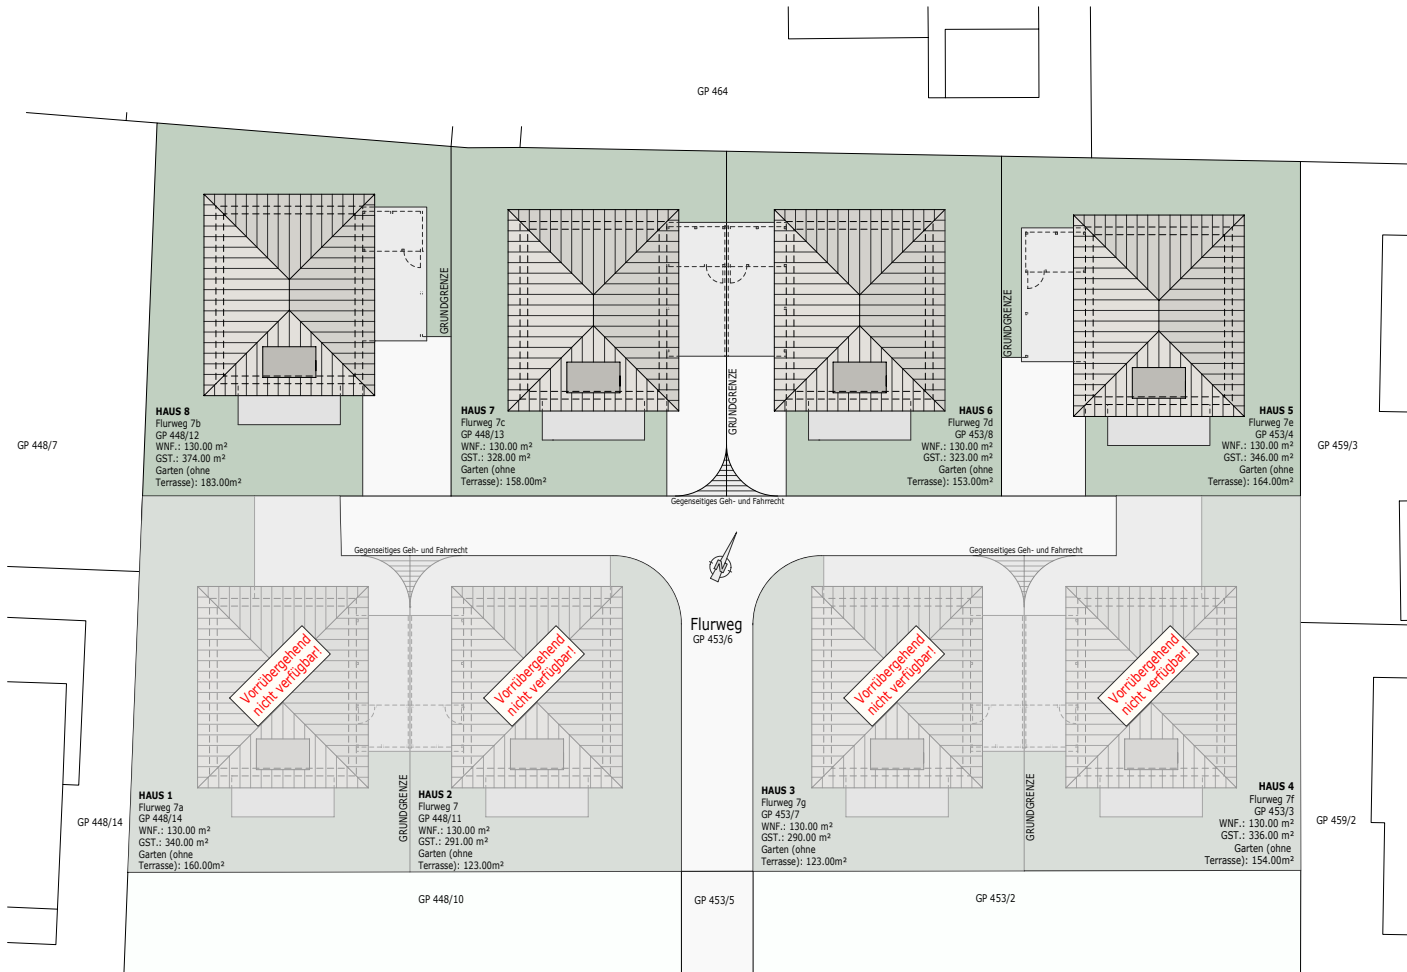 GP 464
GRUNDGRENZE
GRUNDGRENZE
GRUNDGRENZE
HAUS 8
Flurweg 7b
GP 448/12
WNF.: 130.00 m²
GST.: 374.00 m²
Garten (ohne
Terrasse): 183.00m²
HAUS 7
Flurweg 7c
GP 448/13
WNF.: 130.00 m²
GST.: 328.00 m²
Garten (ohne
Terrasse): 158.00m²
HAUS 6
Flurweg 7d
GP 453/8
WNF.: 130.00 m²
GST.: 323.00 m²
Garten (ohne
Terrasse): 153.00m²
HAUS 5
Flurweg 7e
GP 453/4
WNF.: 130.00 m²
GST.: 346.00 m²
Garten (ohne
Terrasse): 164.00m²
GP 448/7
GP 459/3
Gegenseitiges Geh- und Fahrrecht
Gegenseitiges Geh- und Fahrrecht
Gegenseitiges Geh- und Fahrrecht
N
Flurweg
GP 453/6
Vorrübergehend
nicht verfügbar!
Vorrübergehend
nicht verfügbar!
Vorrübergehend
nicht verfügbar!
Vorrübergehend
nicht verfügbar!
GRUNDGRENZE
GRUNDGRENZE
HAUS 1
Flurweg 7a
GP 448/14
WNF.: 130.00 m²
GST.: 340.00 m²
Garten (ohne
Terrasse): 160.00m²
HAUS 2
Flurweg 7
GP 448/11
WNF.: 130.00 m²
GST.: 291.00 m²
Garten (ohne
Terrasse): 123.00m²
HAUS 3
Flurweg 7g
GP 453/7
WNF.: 130.00 m²
GST.: 290.00 m²
Garten (ohne
Terrasse): 123.00m²
HAUS 4
Flurweg 7f
GP 453/3
WNF.: 130.00 m²
GST.: 336.00 m²
Garten (ohne
Terrasse): 154.00m²
GP 448/14
GP 459/2
GP 448/10
GP 453/5
GP 453/2